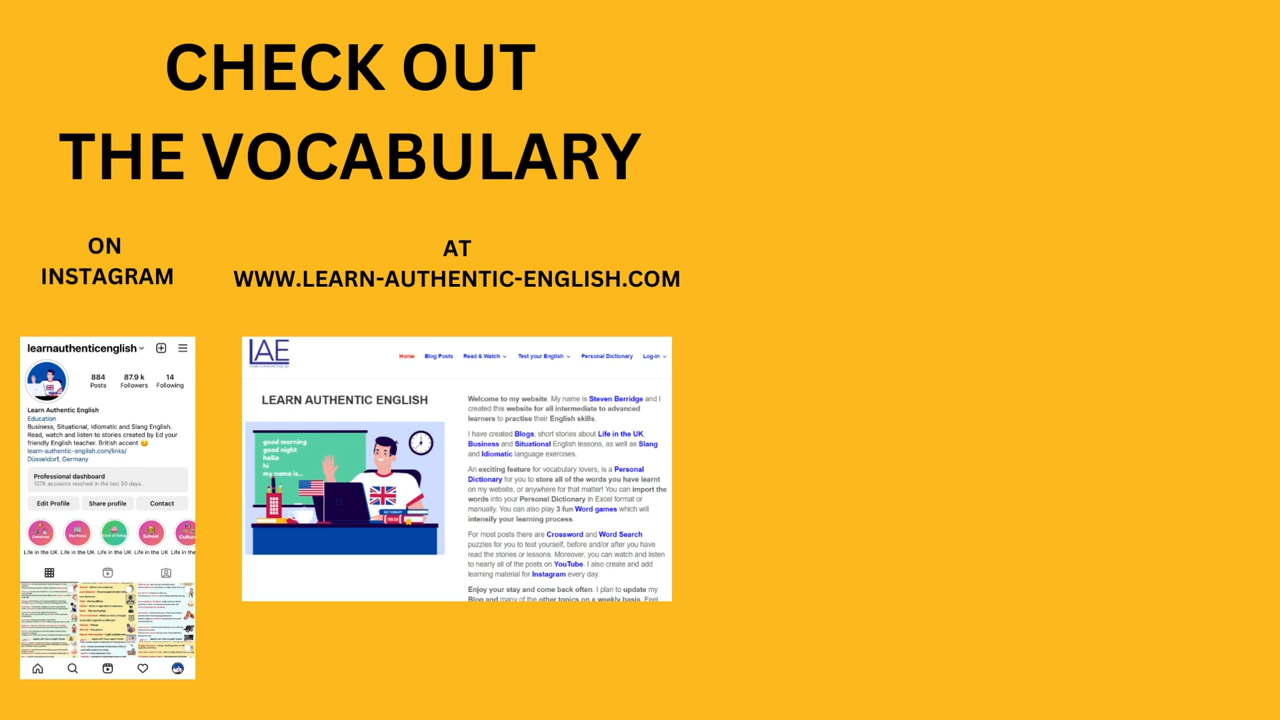 CHECK OUT
THE VOCABULARY
ON
INSTAGRAM
AT
WWW.LEARN-AUTHENTIC-ENGLISH.COM
learnauthenticenglish
884
87.9 k
14
Posts
Followers
Following
Learn Authentic English
Education
Business, Situational, Idiomatic and Slang English.
Read, watch and listen to stories created by Ed your
friendly English teacher. British accent 😊
learn-authentic-english.com/links/
Düsseldorf, Germany
Professional dashboard
107K accounts reached in the last 30 days.
Edit Profile
Share profile
Contact
Life in the UK
Life in the UK
Life in the UK
Life in the UK
Life in the
LAE
Home
Blog Posts
Read & Watch
Test your English
Personal Dictionary
Log-in
LEARN AUTHENTIC ENGLISH
good morning
good night
hello
hi
my name is...
DICTIONARY
ENGLISH
Welcome to my website. My name is Steven Berridge and I
created this website for all intermediate to advanced
learners to practise their English skills.
I have created Blogs, short stories about Life in the UK,
Business and Situational English lessons, as well as Slang
and Idiomatic language exercises.
An exciting feature for vocabulary lovers, is a Personal
Dictionary for you to store all of the words you have learnt
on my website, or anywhere for that matter! You can import the
words into your Personal Dictionary in Excel format or
manually. You can also play 3 fun Word games which will
intensify your learning process.
For most posts there are Crossword and Word Search
puzzles for you to test yourself, before and/or after you have
read the stories or lessons. Moreover, you can watch and listen
to nearly all of the posts on YouTube. I also create and add
learning material for Instagram every day.
Enjoy your stay and come back often. I plan to update my
Blog and many of the other topics on a weekly basis.